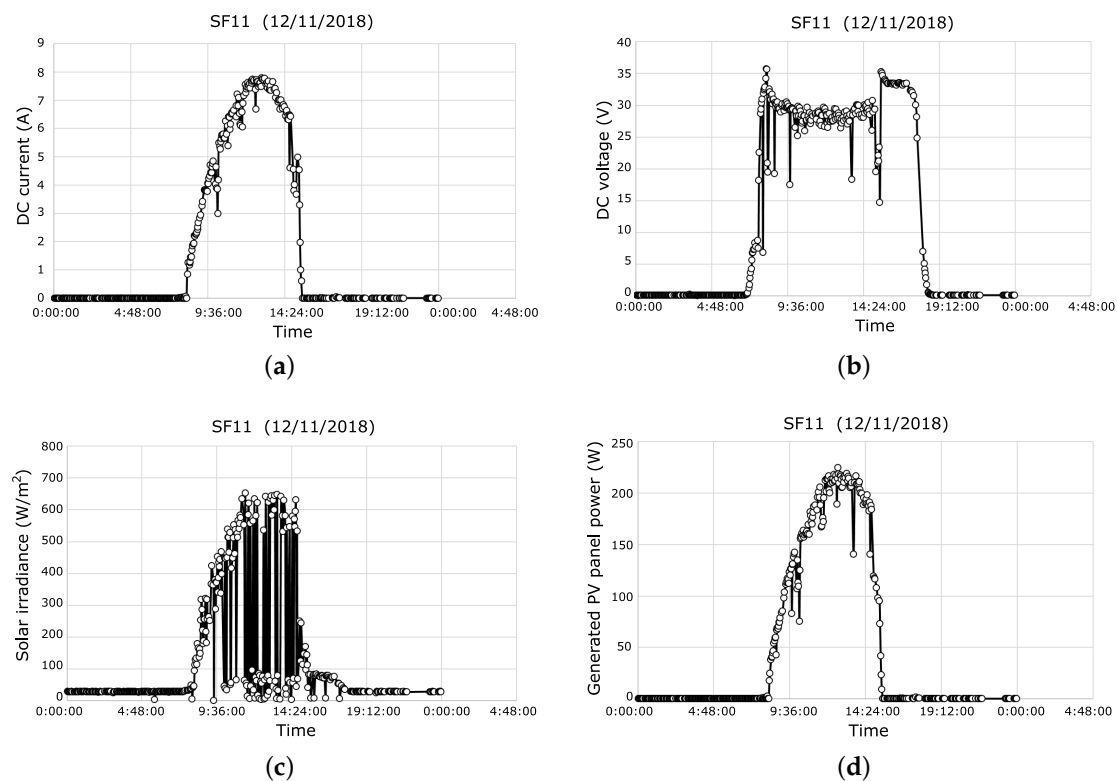 SF11 (12/11/2018)
DC current (A)
9
8
7
6
5
4
3
2
1
0
0:00:00 4:48:00 9:36:00 14:24:00 19:12:00 0:00:00 4:48:00
Time
(a)
SF11 (12/11/2018)
DC voltage (V)
40
35
30
25
20
15
10
5
0
0:00:00 4:48:00 9:36:00 14:24:00 19:12:00 0:00:00 4:48:00
Time
(b)
SF11 (12/11/2018)
Solar irradiance (W/m²)
800
700
600
500
400
300
200
100
0
0:00:00 4:48:00 9:36:00 14:24:00 19:12:00 0:00:00 4:48:00
Time
(c)
SF11 (12/11/2018)
Generated PV panel power (W)
250
200
150
100
50
0
0:00:00 4:48:00 9:36:00 14:24:00 19:12:00 0:00:00 4:48:00
Time
(d)